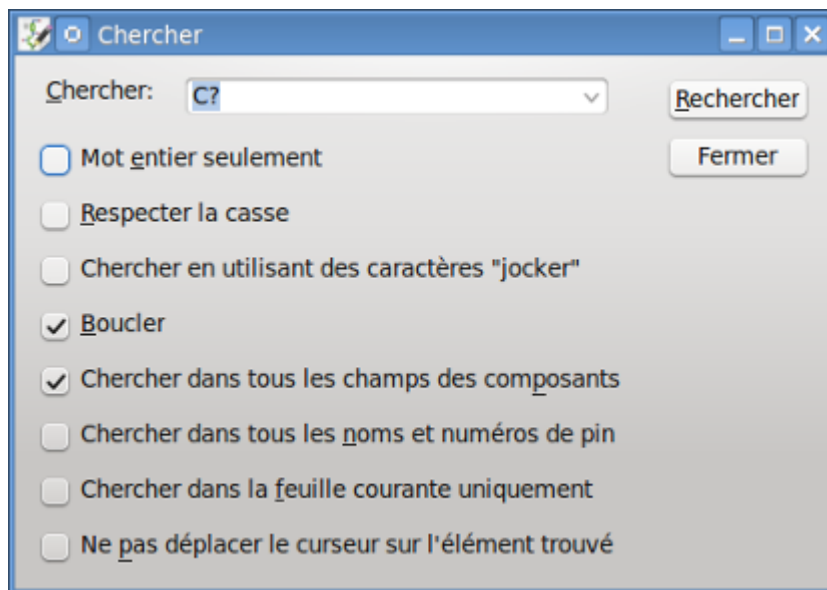 Chercher
Chercher: C? Rechercher
Mot entier seulement Fermer
Respecter la casse
Chercher en utilisant des caractères "jocker"
Boucler
Chercher dans tous les champs des composants
Chercher dans tous les noms et numéros de pin
Chercher dans la feuille courante uniquement
Ne pas déplacer le curseur sur l'élément trouvé